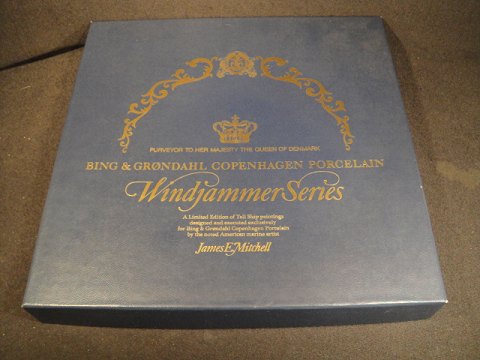 PURVEYOR TO HER MAJESTY THE QUEEN OF DENMARK
BING & GRØNDAHL COPENHAGEN PORCELAIN
Windjammer Series
A Limited Edition of Tall Ship paintings
designed and executed exclusively
for Bing & Grøndahl Copenhagen Porcelain
by the noted American marine artist
James E. Mitchell